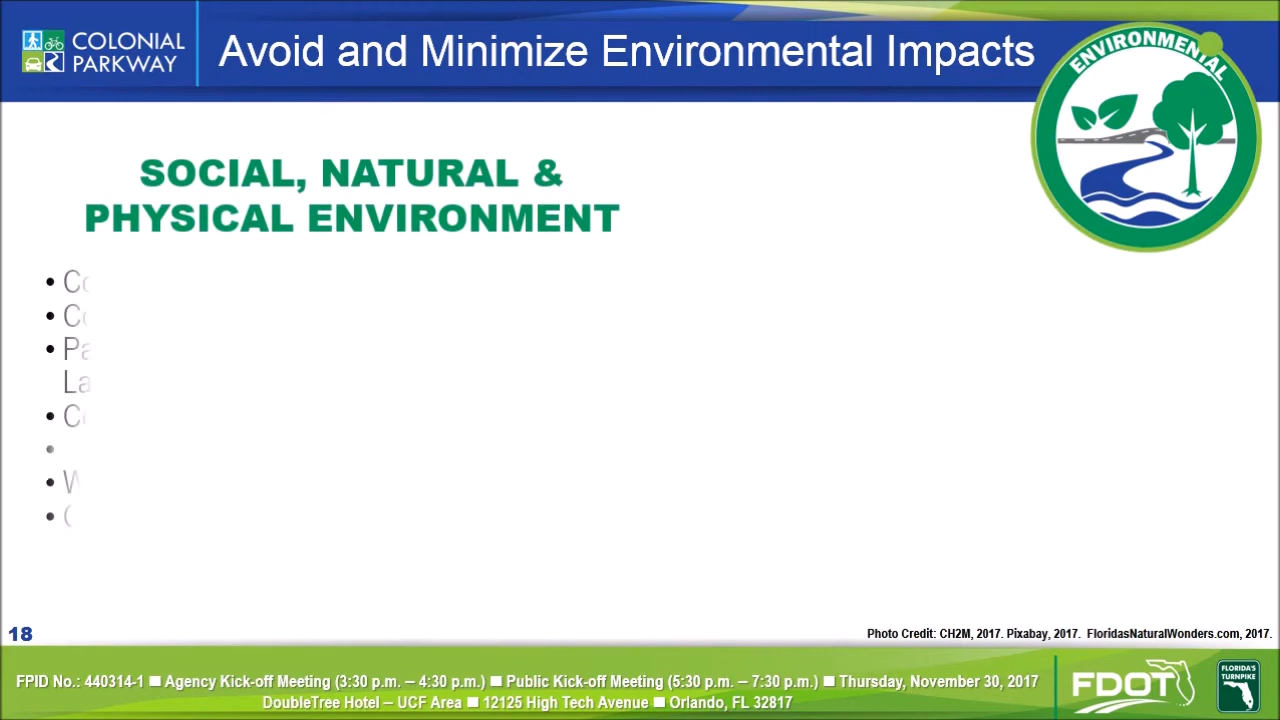 COLONIAL
PARKWAY
Avoid and Minimize Environmental Impacts
ENVIRONMENTAL
SOCIAL, NATURAL &
PHYSICAL ENVIRONMENT
18
Photo Credit: CH2M, 2017. Pixabay, 2017. FloridasNaturalWonders.com, 2017.
FPID No.: 440314-1 ■ Agency Kick-off Meeting (3:30 p.m. – 4:30 p.m.) ■ Public Kick-off Meeting (5:30 p.m. – 7:30 p.m.) ■ Thursday, November 30, 2017
DoubleTree Hotel – UCF Area ■ 12125 High Tech Avenue ■ Orlando, FL 32817
FDOT
FLORIDA'S
TURNPIKE